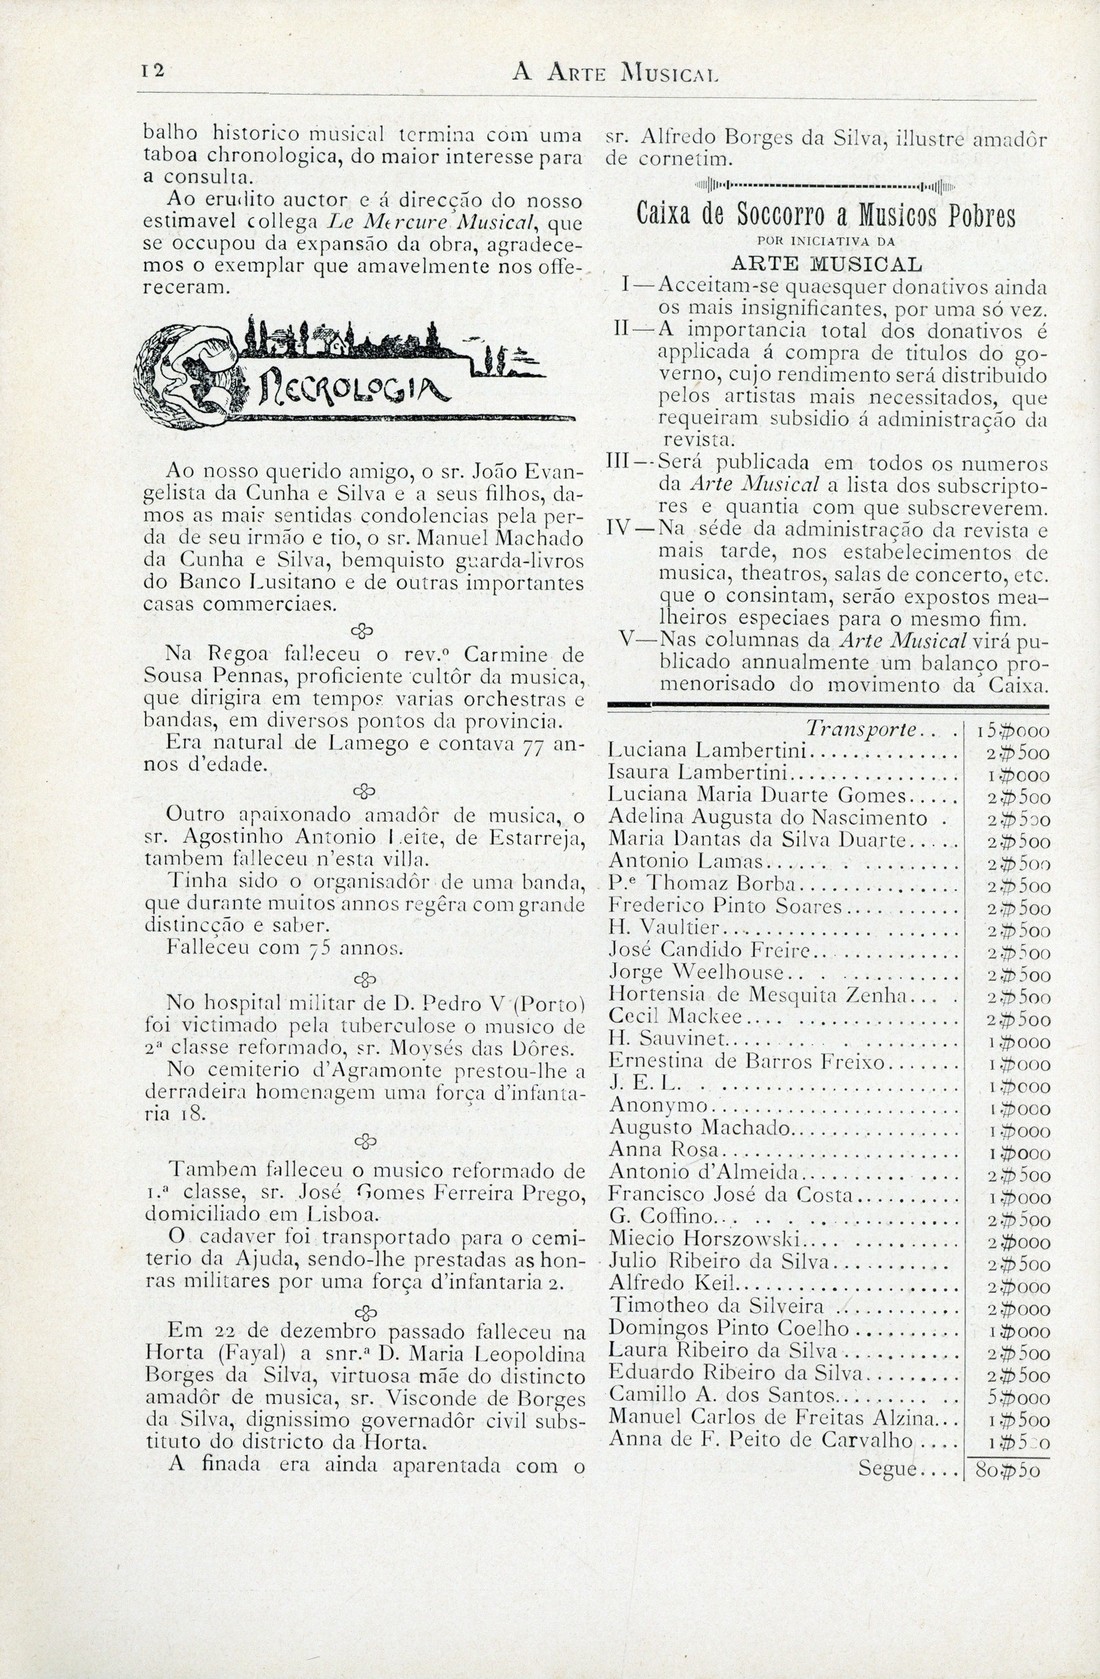 12
A Arte Musical
balho historico musical termina com uma
taboa chronologica, do maior interesse para
a consulta.
Ao erudito auctor e á direcção do nosso
estimavel collega Le Mercure Musical, que
se occupou da expansão da obra, agradece-
mos o exemplar que amavelmente nos offe-
receram.
NECROLOGIA
Ao nosso querido amigo, o sr. João Evan-
gelista da Cunha e Silva e a seus filhos, da-
mos as mais sentidas condolencias pela per-
da de seu irmão e tio, o sr. Manuel Machado
da Cunha e Silva, bemquisto guarda-livros
do Banco Lusitano e de outras importantes
casas commerciaes.
Na Regoa falleceu o rev.º Carmine de
Sousa Pennas, proficiente cultôr da musica,
que dirigira em tempos varias orchestras e
bandas, em diversos pontos da provincia.
Era natural de Lamego e contava 77 an-
nos d'edade.
Outro apaixonado amadôr de musica, o
sr. Agostinho Antonio Leite, de Estarreja,
tambem falleceu n'esta villa.
Tinha sido o organisadôr de uma banda,
que durante muitos annos regêra com grande
distincção e saber.
Falleceu com 75 annos.
No hospital militar de D. Pedro V (Porto)
foi victimado pela tuberculose o musico de
2ª classe reformado, sr. Moysés das Dôres.
No cemiterio d'Agramonte prestou-lhe a
derradeira homenagem uma força d'infanta-
ria 18.
Tambem falleceu o musico reformado de
1.ª classe, sr. José Gomes Ferreira Prego,
domiciliado em Lisboa.
O cadaver foi transportado para o cemi-
terio da Ajuda, sendo-lhe prestadas as hon-
ras militares por uma força d'infantaria 2.
Em 22 de dezembro passado falleceu na
Horta (Fayal) a snr.ª D. Maria Leopoldina
Borges da Silva, virtuosa mãe do distincto
amadôr de musica, sr. Visconde de Borges
da Silva, dignissimo governadôr civil subs-
tituto do districto da Horta.
A finada era ainda aparentada com o
sr. Alfredo Borges da Silva, illustre amadôr
de cornetim.
Caixa de Soccorro a Musicos Pobres
POR INICIATIVA DA
ARTE MUSICAL
I—Acceitam-se quaesquer donativos ainda
os mais insignificantes, por uma só vez.
II—A importancia total dos donativos é
applicada á compra de titulos do go-
verno, cujo rendimento será distribuido
pelos artistas mais necessitados, que
requeiram subsidio á administração da
revista.
III—Será publicada em todos os numeros
da Arte Musical a lista dos subscripto-
res e quantia com que subscreverem.
IV—Na séde da administração da revista e
mais tarde, nos estabelecimentos de
musica, theatros, salas de concerto, etc.
que o consintam, serão expostos mea-
lheiros especiaes para o mesmo fim.
V—Nas columnas da Arte Musical virá pu-
blicado annualmente um balanço pro-
menorisado do movimento da Caixa.
Transporte... 15$000
Luciana Lambertini.............. 2$500
Isaura Lambertini................ 1$000
Luciana Maria Duarte Gomes..... 2$500
Adelina Augusta do Nascimento . 2$500
Maria Dantas da Silva Duarte..... 2$500
Antonio Lamas.................. 2$500
P.e Thomaz Borba............... 2$500
Frederico Pinto Soares........... 2$500
H. Vaultier..................... 2$500
José Candido Freire.............. 2$500
Jorge Weelhouse................ 2$500
Hortensia de Mesquita Zenha.... 2$500
Cecil Mackee................... 2$500
H. Sauvinet.................... 1$000
Ernestina de Barros Freixo....... 1$000
J. E. L. ....................... 1$000
Anonymo...................... 1$000
Augusto Machado............... 1$000
Anna Rosa..................... 1$000
Antonio d'Almeida.............. 2$500
Francisco José da Costa.......... 1$000
G. Coffino..................... 2$500
Miecio Horszowski.............. 2$000
Julio Ribeiro da Silva........... 2$500
Alfredo Keil.................... 2$000
Timotheo da Silveira ............ 2$000
Domingos Pinto Coelho .......... 1$000
Laura Ribeiro da Silva ........... 2$500
Eduardo Ribeiro da Silva......... 2$500
Camillo A. dos Santos........... 5$000
Manuel Carlos de Freitas Alzina... 1$500
Anna de F. Peito de Carvalho .... 1$5 0
Segue.... 80$50